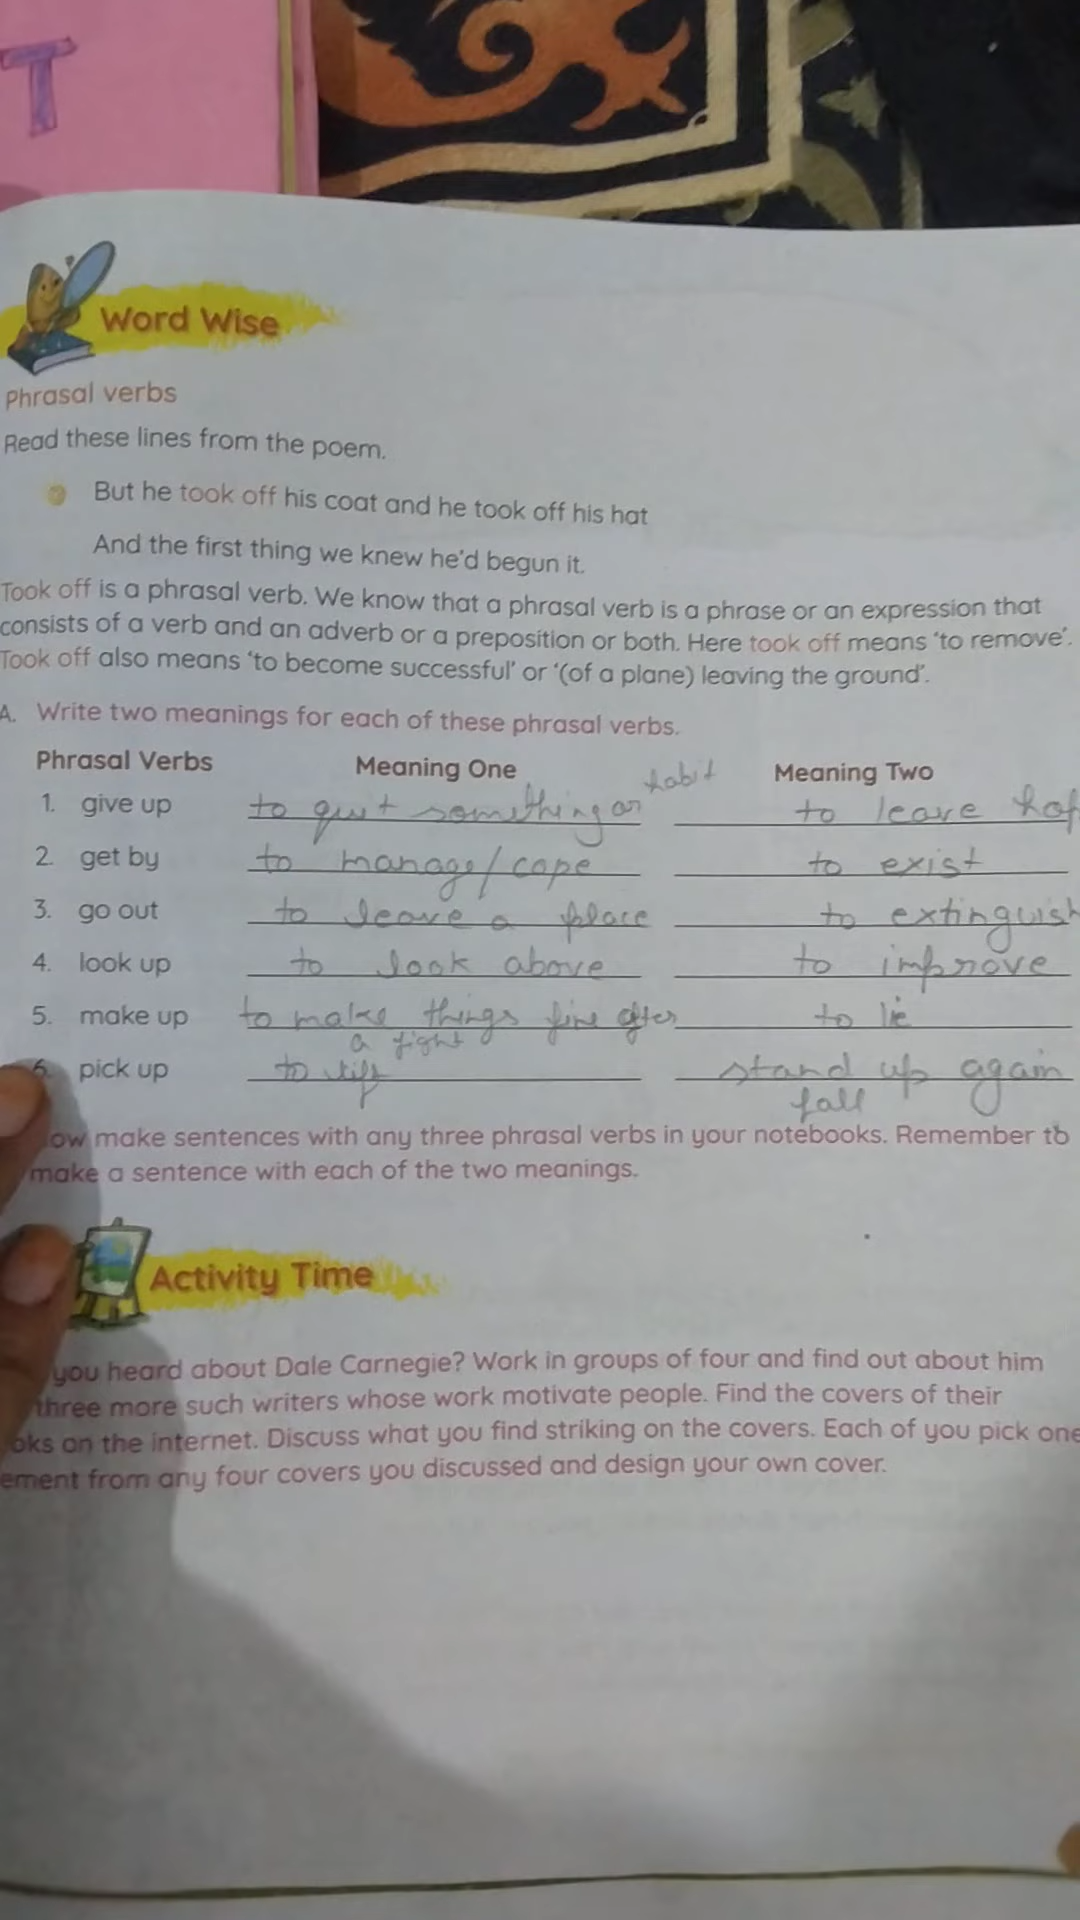 T
Word Wise
Phrasal verbs
Read these lines from the poem.
But he took off his coat and he took off his hat
And the first thing we knew he'd begun it.
Took off is a phrasal verb. We know that a phrasal verb is a phrase or an expression that
consists of a verb and an adverb or a preposition or both. Here took off means 'to remove'.
Took off also means 'to become successful' or '(of a plane) leaving the ground'.
A. Write two meanings for each of these phrasal verbs.
Phrasal Verbs Meaning One Meaning Two
habit
1. give up to quit something or to leave
2. get by to manage/cope to exist
3. go out to leave a place to extinguish
4. look up to look above to improve
5. make up to make things fine after to lie
a fight
6. pick up to stand up again
fall
ow make sentences with any three phrasal verbs in your notebooks. Remember to
make a sentence with each of the two meanings.
Activity Time
you heard about Dale Carnegie? Work in groups of four and find out about him
three more such writers whose work motivate people. Find the covers of their
oks on the internet. Discuss what you find striking on the covers. Each of you pick one
ement from any four covers you discussed and design your own cover.